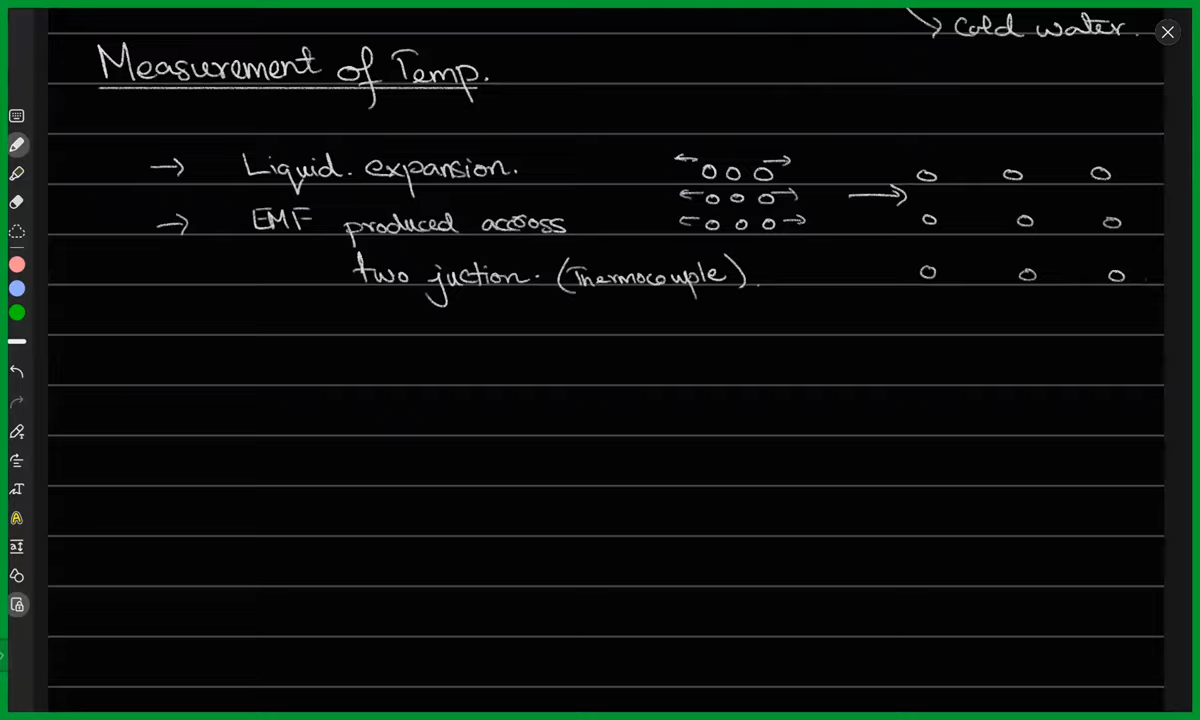 cold water.
Measurement of Temp.
→ Liquid. expansion.
→ EMF produced accross
two juction. (Thermocouple).